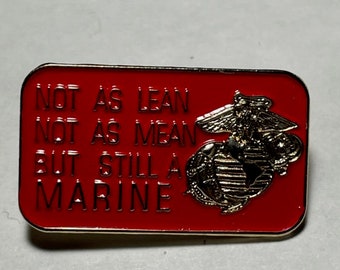 NOT AS LEAN
NOT AS MEAN
BUT STILL A
MARINE